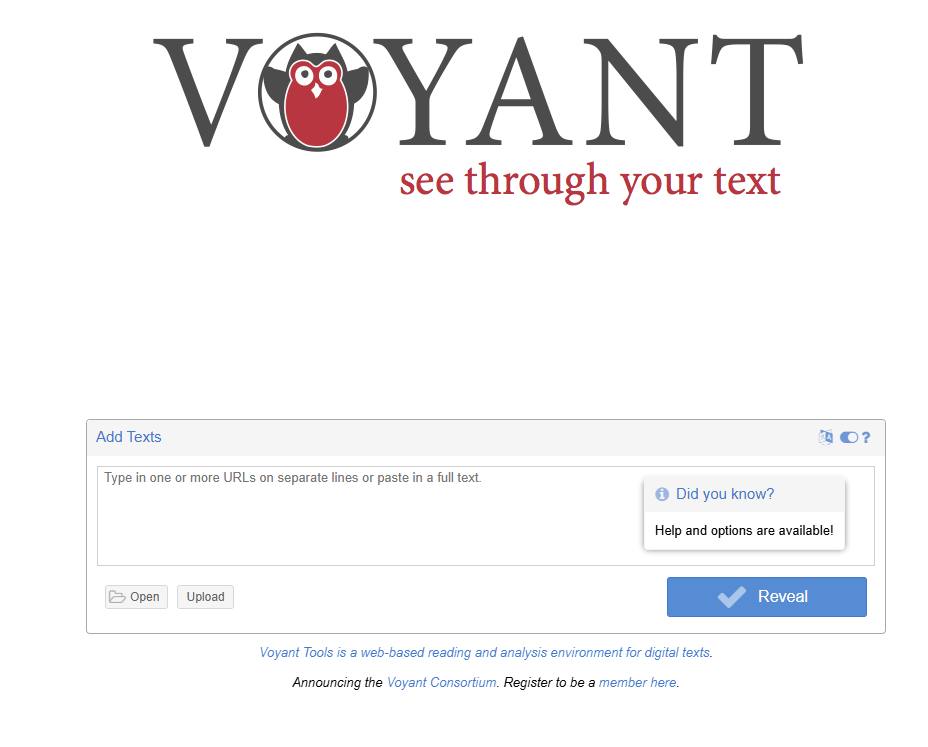 VOYANT
see through your text
Add Texts
?
Type in one or more URLs on separate lines or paste in a full text.
Did you know?
Help and options are available!
Open
Upload
Reveal
Voyant Tools is a web-based reading and analysis environment for digital texts.
Announcing the Voyant Consortium. Register to be a member here.